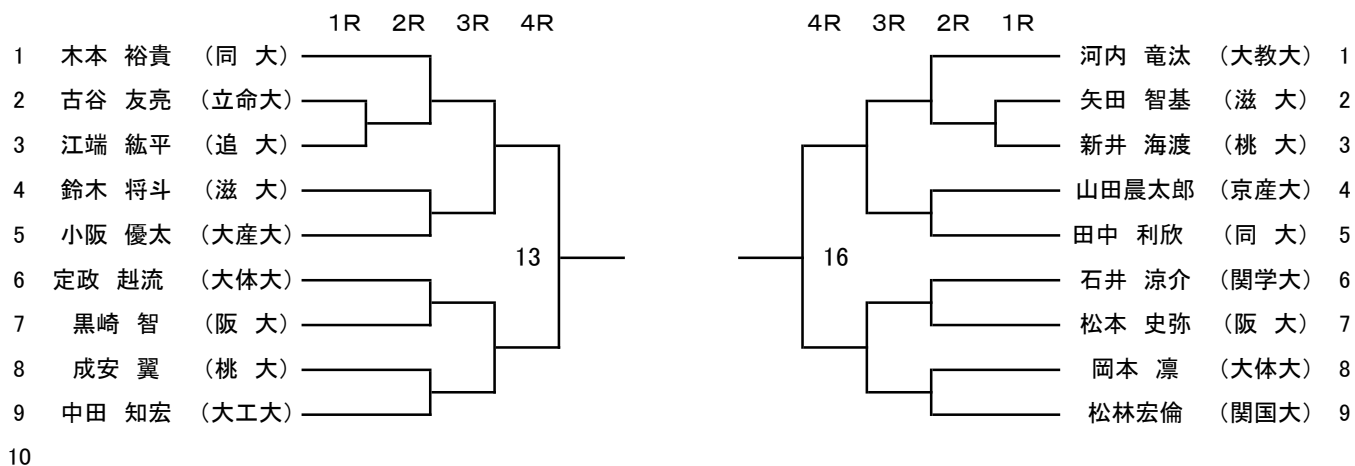 1R 2R 3R 4R 4R 3R 2R 1R
1 木本 裕貴 （同 大） 河内 竜汰 （大教大） 1
2 古谷 友亮 （立命大） 矢田 智基 （滋 大） 2
3 江端 紘平 （追 大） 新井 海渡 （桃 大） 3
4 鈴木 将斗 （滋 大） 山田晨太郎 （京産大） 4
5 小阪 優太 （大産大） 田中 利欣 （同 大） 5
13 16
6 定政 赳流 （大体大） 石井 涼介 （関学大） 6
7 黒崎 智 （阪 大） 松本 史弥 （阪 大） 7
8 成安 翼 （桃 大） 岡本 凛 （大体大） 8
9 中田 知宏 （大工大） 松林宏倫 （関国大） 9
10